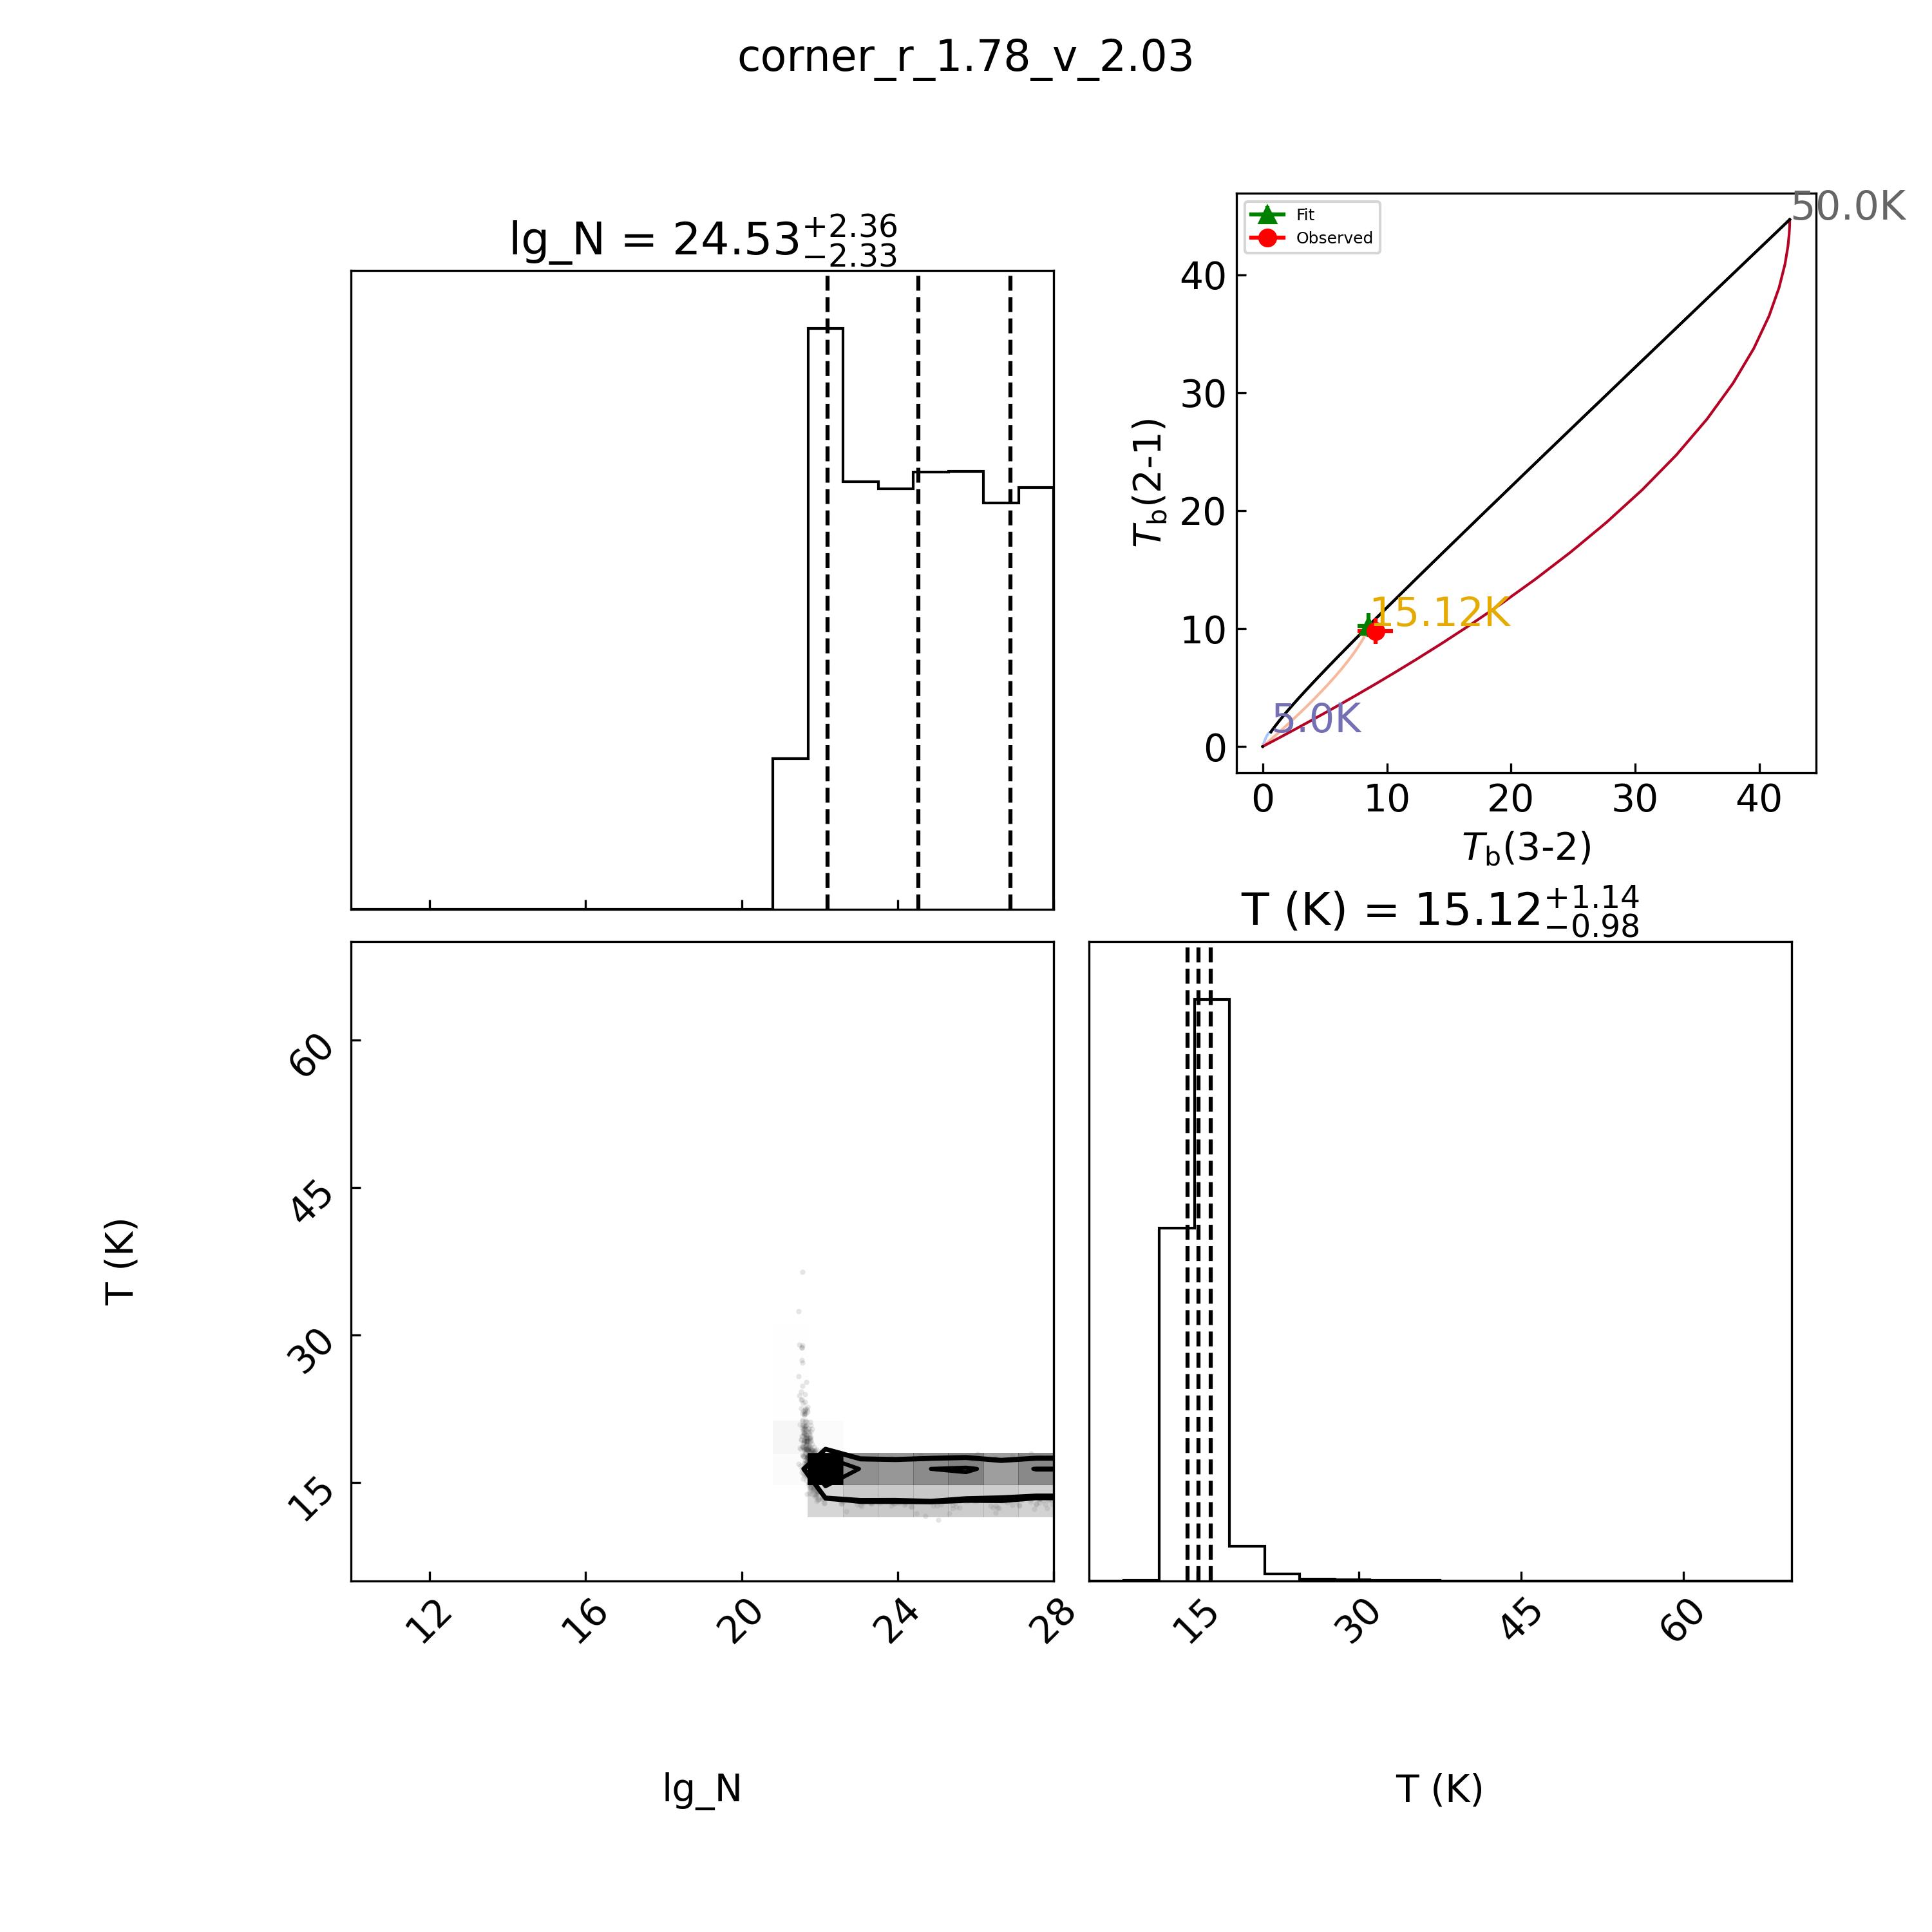 corner_r_1.78_v_2.03
lg_N = 24.53+2.36 −2.33
50.0K
Fit
Observed
40
30
20
10
0
T_b(2-1)
15.12K
5.0K
0 10 20 30 40
T_b(3-2)
T (K) = 15.12+1.14 −0.98
60
45
30
15
T (K)
12 16 20 24 28
15 30 45 60
lg_N
T (K)